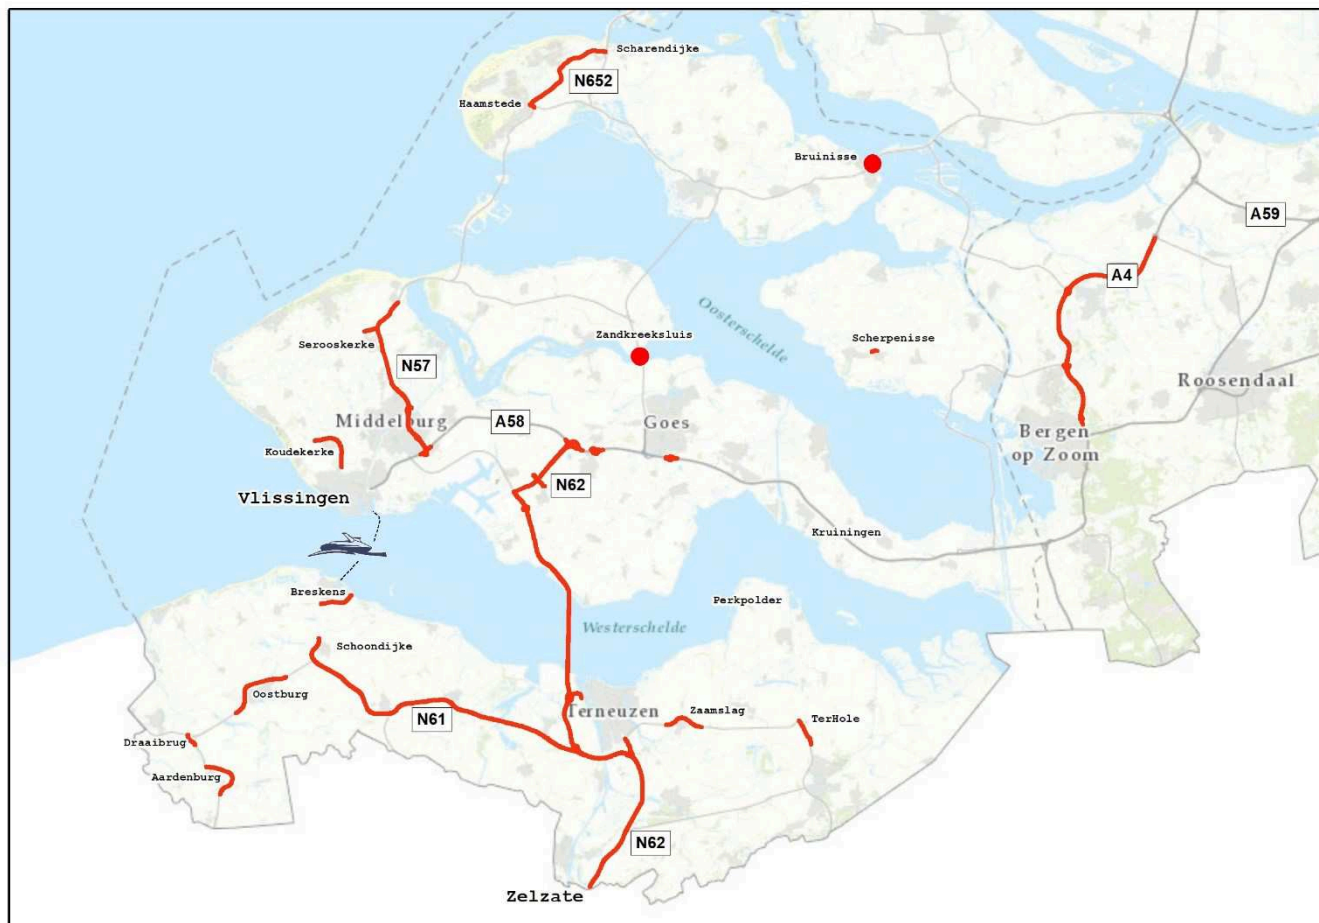 Scharendijke
N652
Haamstede
Bruinisse
A59
A4
Oosterschelde
Zandkreeksluis
Scherpenisse
Serooskerke
N57
Roosendaal
Middelburg
A58
Goes
Bergen
op Zoom
Koudekerke
N62
Vlissingen
Kruiningen
Breskens
Perkpolder
Westerschelde
Schoondijke
Oostburg
N61
Terneuzen
Zaamslag
TerHole
Draaibrug
Aardenburg
N62
Zelzate